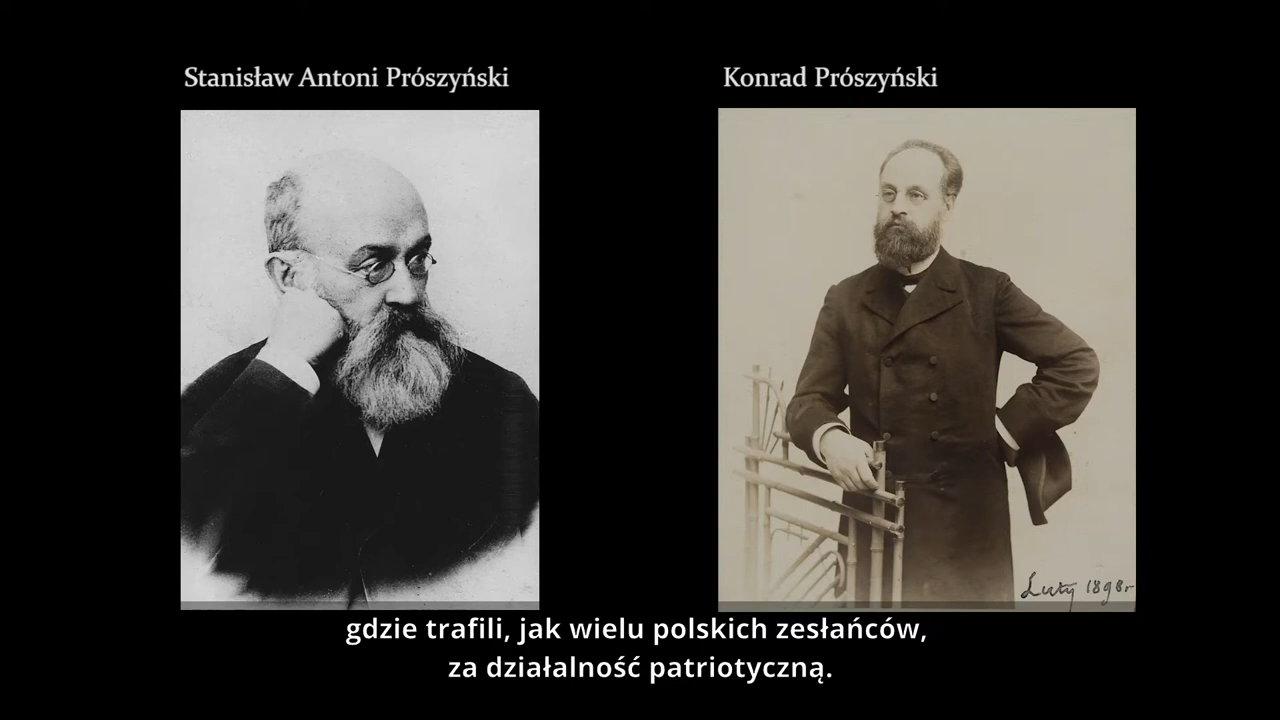 Stanisław Antoni Prószyński
Konrad Prószyński
Luty 1898r
gdzie trafili, jak wielu polskich zesłańców,
za działalność patriotyczną.